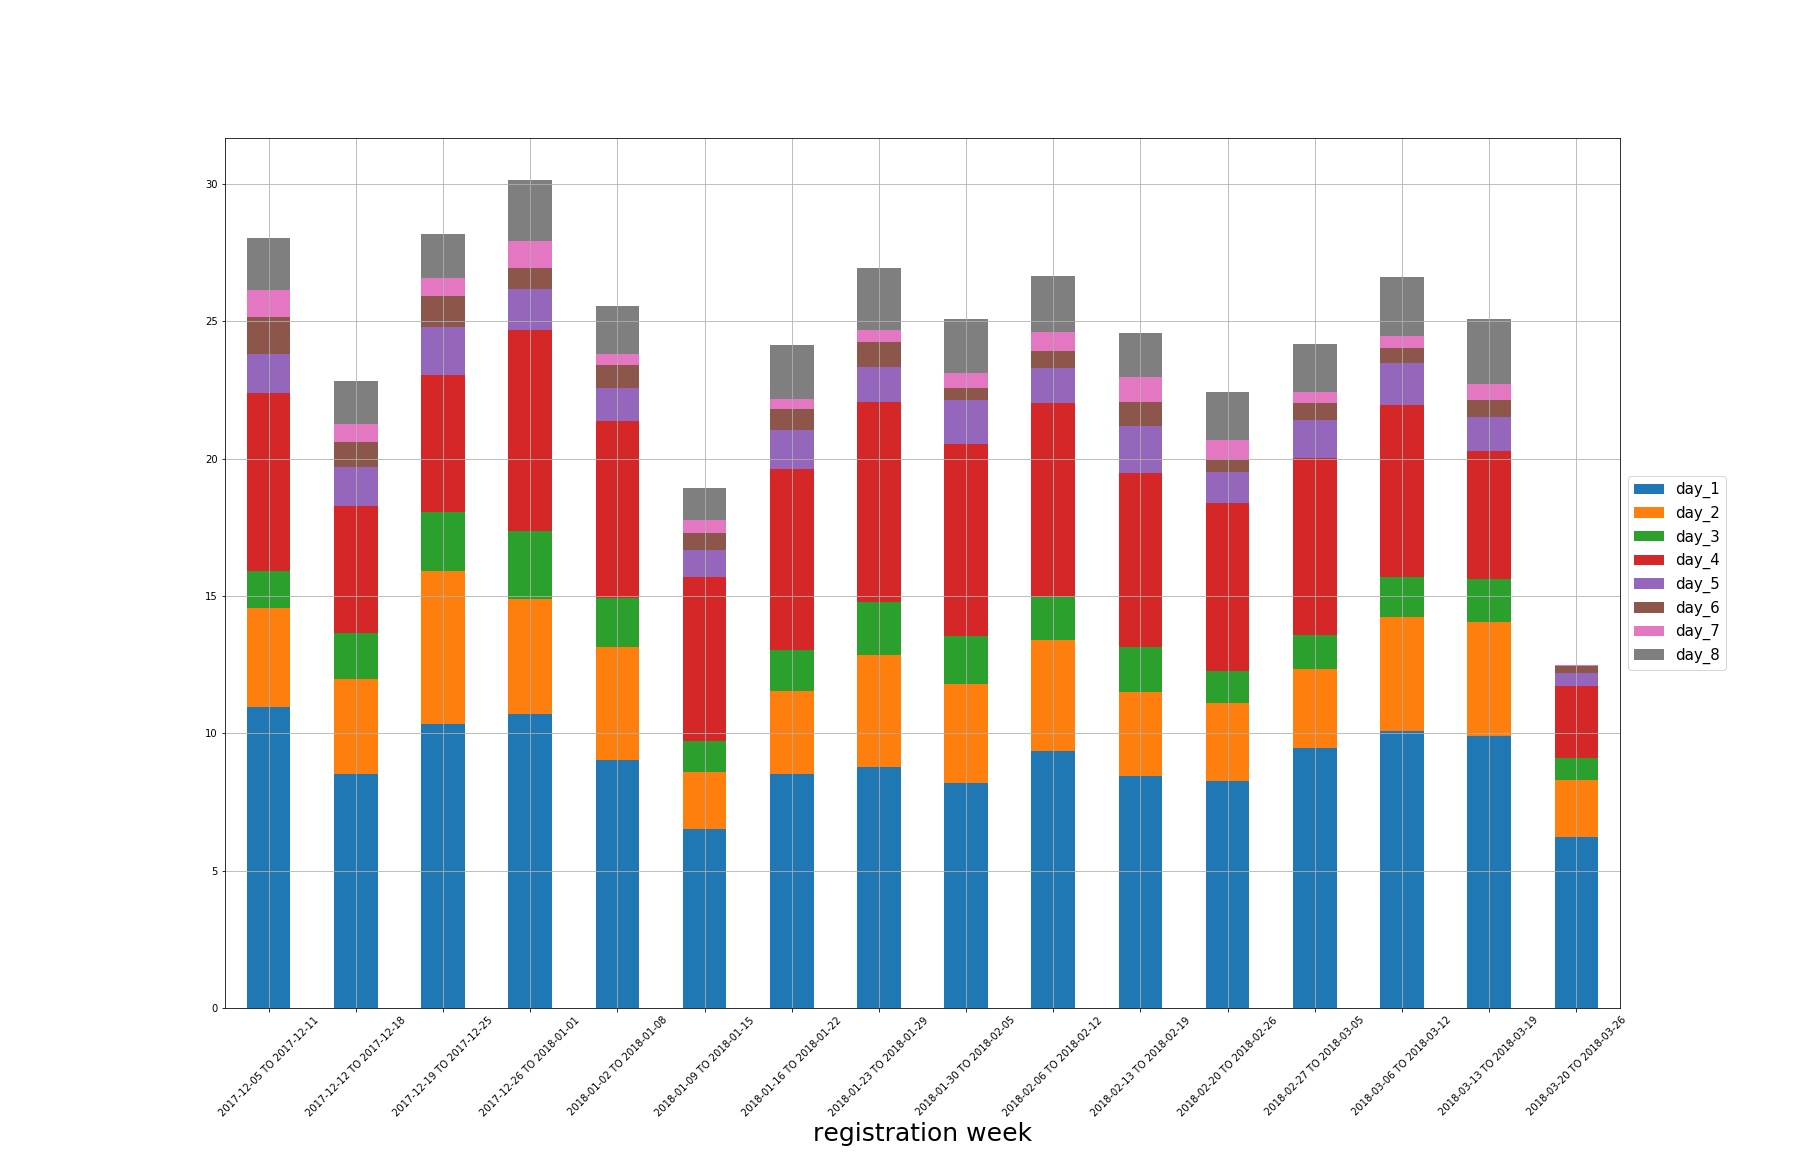 30
25
20
15
10
5
0
day_1
day_2
day_3
day_4
day_5
day_6
day_7
day_8
2017-12-05 TO 2017-12-11
2017-12-12 TO 2017-12-18
2017-12-19 TO 2017-12-25
2017-12-26 TO 2018-01-01
2018-01-02 TO 2018-01-08
2018-01-09 TO 2018-01-15
2018-01-16 TO 2018-01-22
2018-01-23 TO 2018-01-29
2018-01-30 TO 2018-02-05
2018-02-06 TO 2018-02-12
2018-02-13 TO 2018-02-19
2018-02-20 TO 2018-02-26
2018-02-27 TO 2018-03-05
2018-03-06 TO 2018-03-12
2018-03-13 TO 2018-03-19
2018-03-20 TO 2018-03-26
registration week